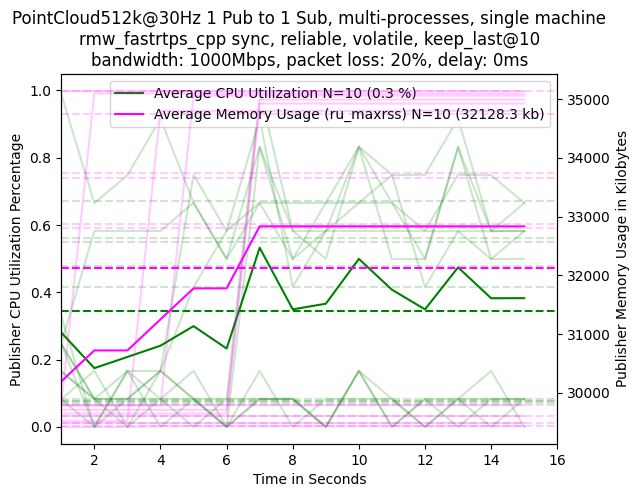 PointCloud512k@30Hz 1 Pub to 1 Sub, multi-processes, single machine
rmw_fastrtps_cpp sync, reliable, volatile, keep_last@10
bandwidth: 1000Mbps, packet loss: 20%, delay: 0ms
Average CPU Utilization N=10 (0.3 %)
Average Memory Usage (ru_maxrss) N=10 (32128.3 kb)
Publisher CPU Utilization Percentage
1.0
0.8
0.6
0.4
0.2
0.0
35000
34000
33000
32000
31000
30000
Publisher Memory Usage in Kilobytes
2 4 6 8 10 12 14 16
Time in Seconds